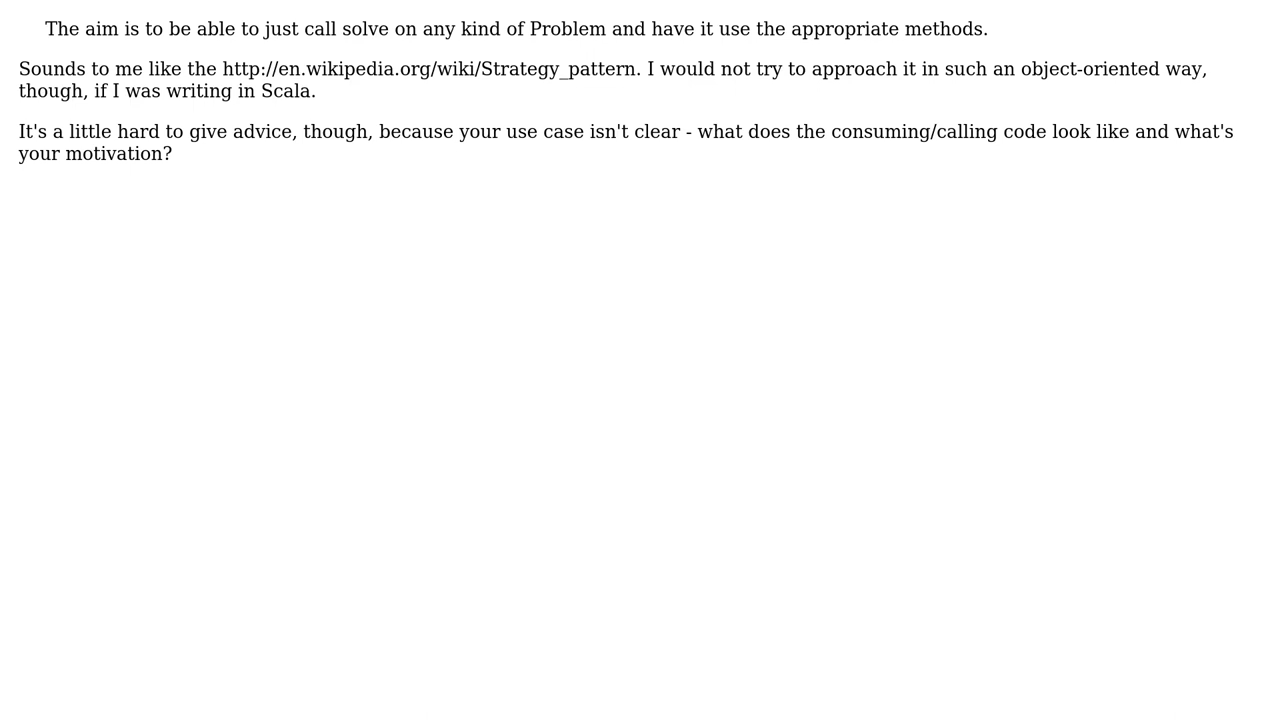 The aim is to be able to just call solve on any kind of Problem and have it use the appropriate methods.
Sounds to me like the http://en.wikipedia.org/wiki/Strategy_pattern. I would not try to approach it in such an object-oriented way,
though, if I was writing in Scala.
It's a little hard to give advice, though, because your use case isn't clear - what does the consuming/calling code look like and what's
your motivation?